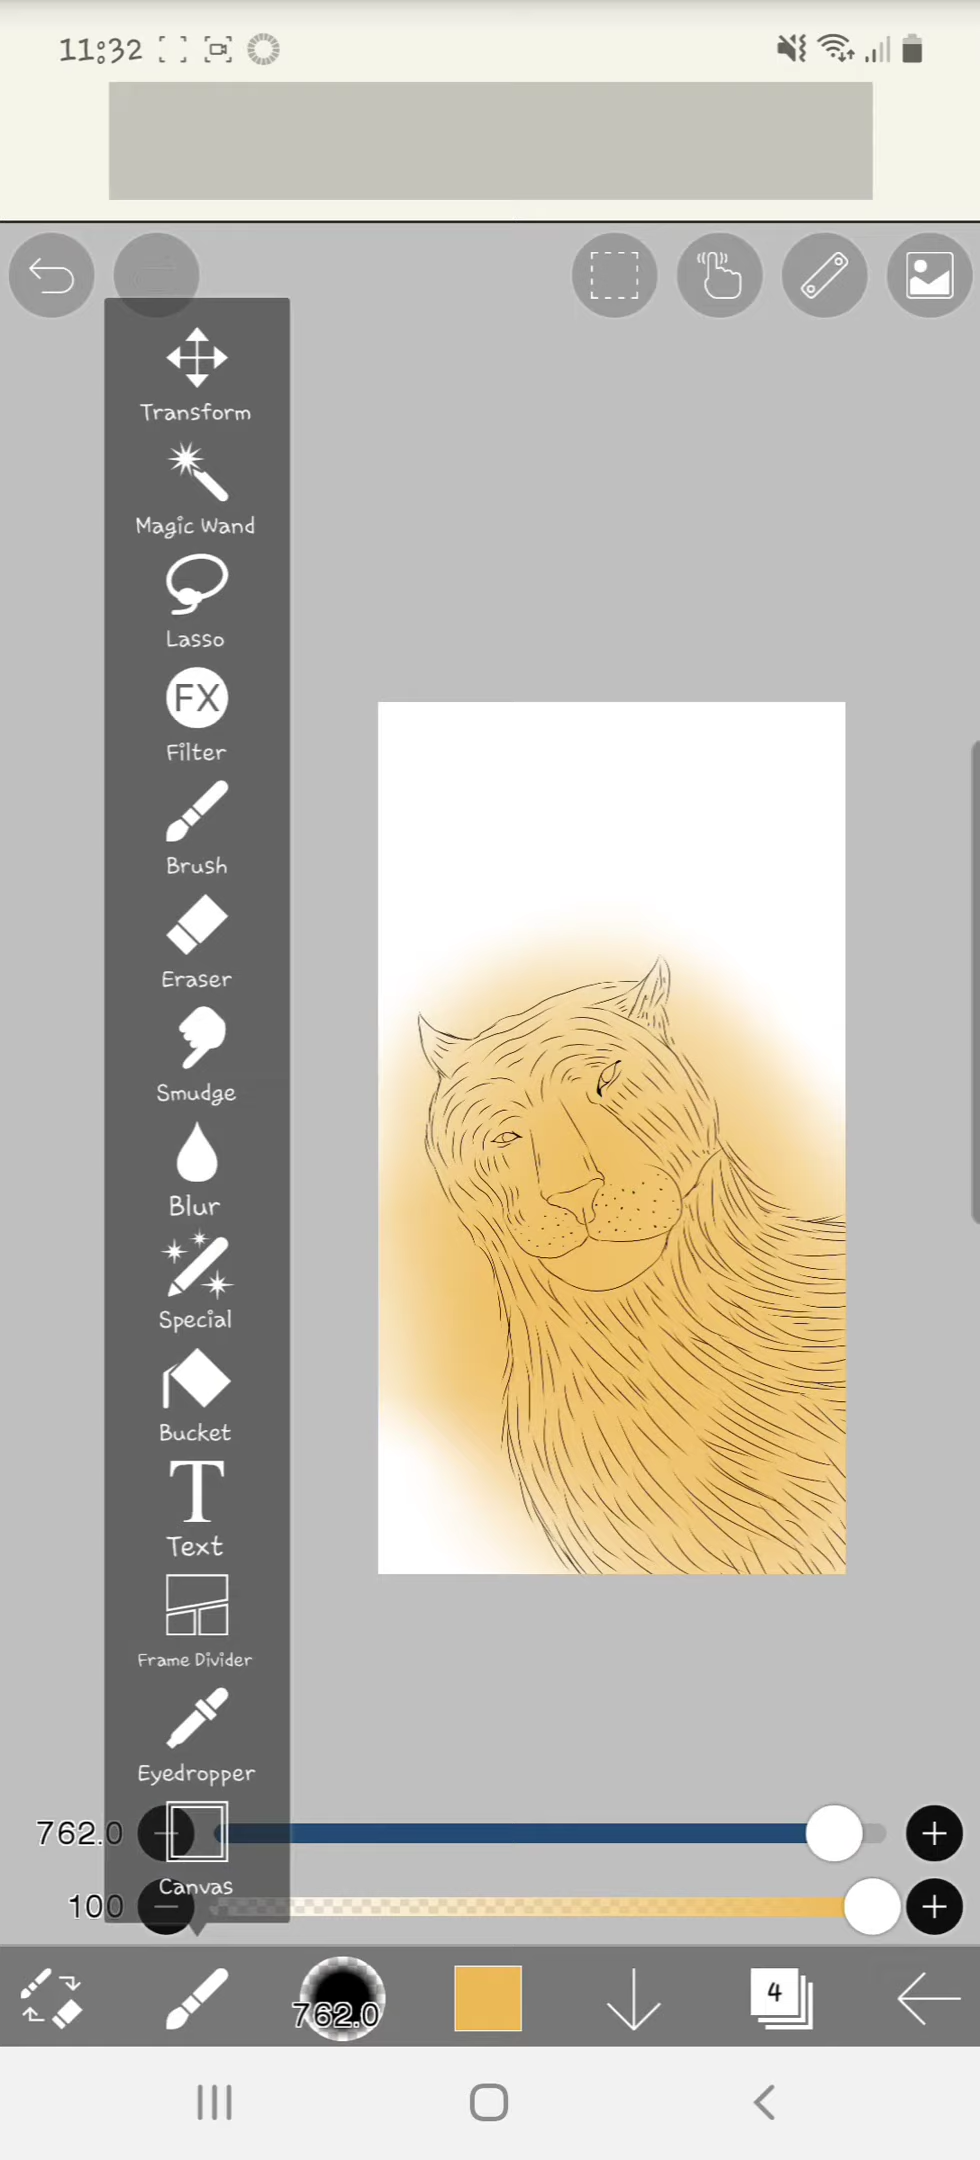 11:32
Transform
Magic Wand
Lasso
FX
Filter
Brush
Eraser
Smudge
Blur
Special
Bucket
T
Text
Frame Divider
Eyedropper
762.0
Canvas
100
762.0
4